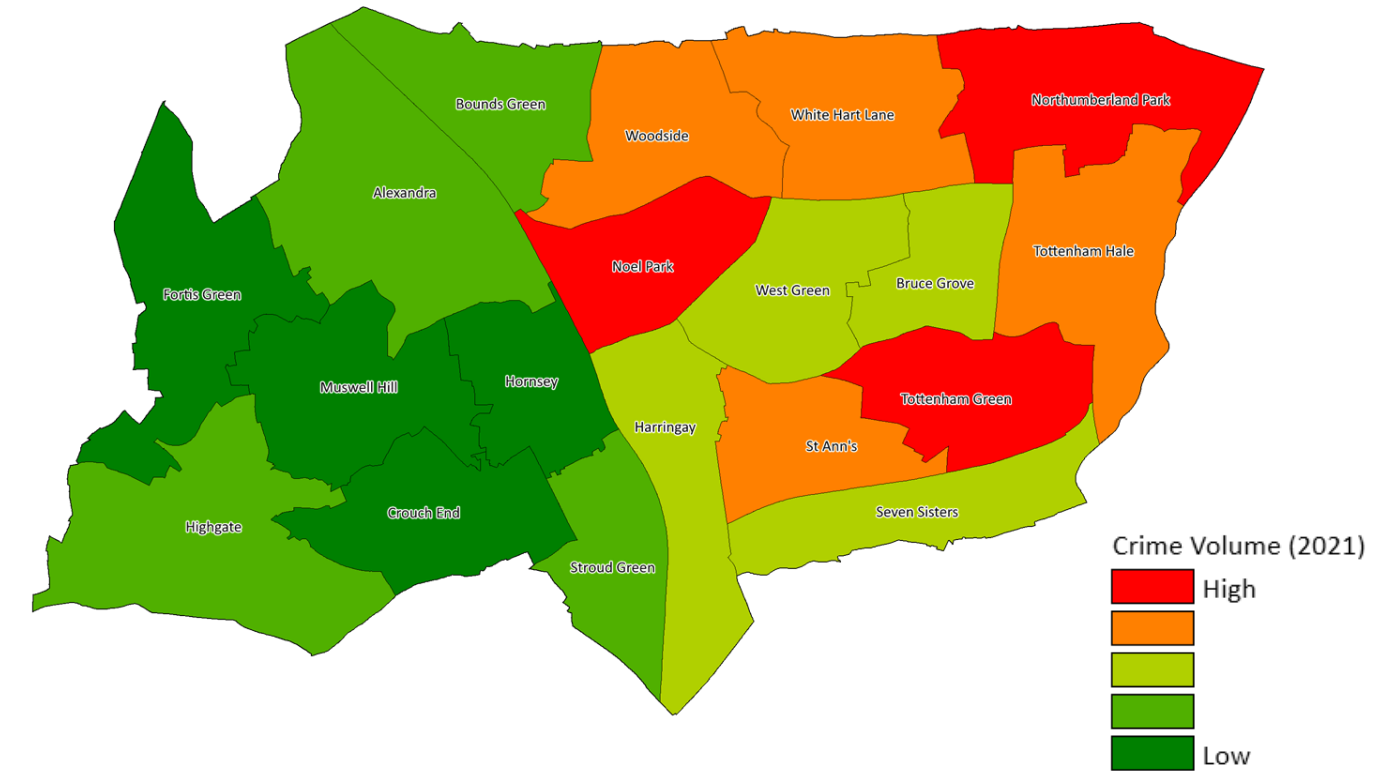 Bounds Green
Northumberland Park
White Hart Lane
Woodside
Alexandra
Tottenham Hale
Noel Park
Bruce Grove
West Green
Fortis Green
Hornsey
Muswell Hill
Tottenham Green
Harringay
St Ann's
Seven Sisters
Crouch End
Highgate
Stroud Green
Crime Volume (2021)
High
Low